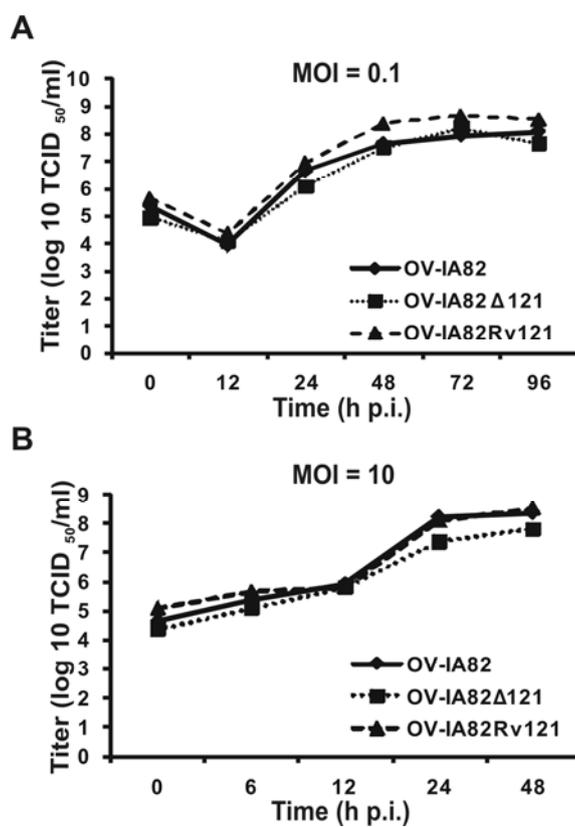 A
MOI = 0.1
10
9
8
7
6
5
4
3
2
1
0
Titer (log 10 TCID 50/ml)
OV-IA82
OV-IA82Δ121
OV-IA82Rv121
0 12 24 48 72 96
Time (h p.i.)
B
MOI = 10
9
8
7
6
5
4
3
2
1
0
Titer (log 10 TCID 50/ml)
OV-IA82
OV-IA82Δ121
OV-IA82Rv121
0 6 12 24 48
Time (h p.i.)